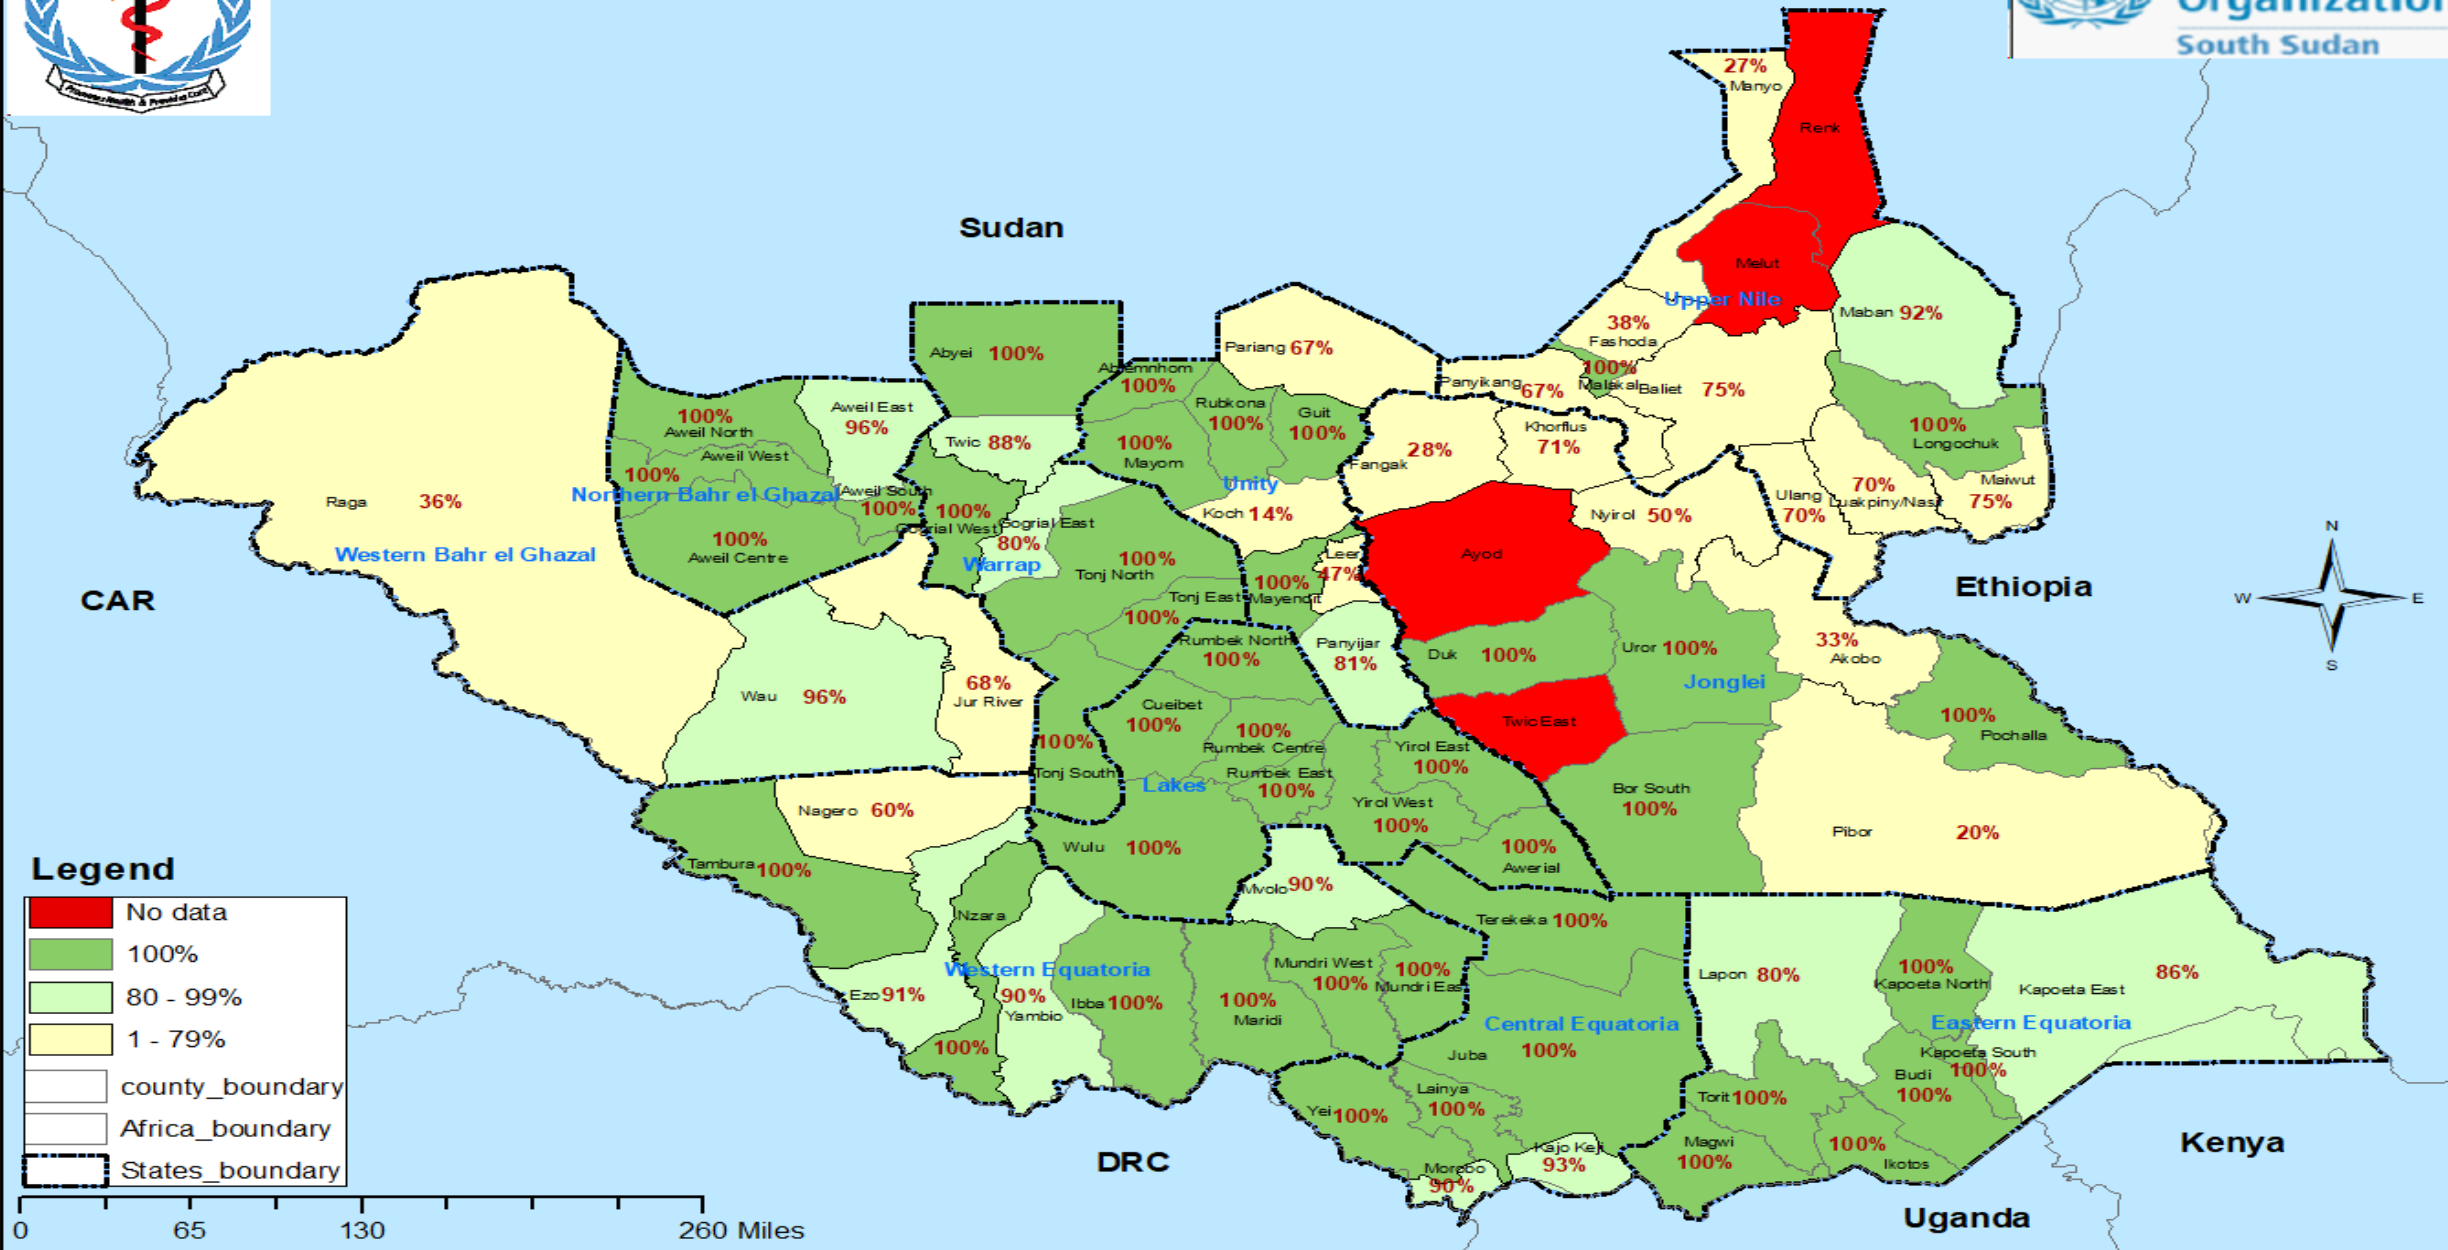 Promotes Health & Provides Care
Organization
South Sudan
27%
Manyo
Renk
Sudan
Melut
Upper Nile
Maban 92%
38%
Fashoda
Pariang 67%
Abyei 100%
Abiemnhom
100%
100%
Malakal
Baliet 75%
Panyikang 67%
Rubkona
100%
Guit
100%
Aweil East
96%
100%
Aweil North
Twic 88%
100%
Mayom
Khorflus
71%
28%
Fangak
100%
Longochuk
Aweil West
100%
Northern Bahr el Ghazal
Aweil South
100%
Unity
70%
Luakpiny/Nasir
Maiwut
75%
Ulang
70%
Raga 36%
100%
Gogrial West
Gogrial East
80%
Warrap
Koch 14%
Nyirol 50%
100%
Aweil Centre
Western Bahr el Ghazal
Leer
47%
Ayod
100%
Tonj North
100%
Mayendit
Ethiopia
N
W
E
S
CAR
Tonj East
100%
Rumbek North
100%
Panyijar
81%
Duk 100%
Uror 100%
33%
Akobo
Jonglei
Wau 96%
68%
Jur River
Cueibet
100%
100%
Rumbek Centre
Twic East
100%
Pochalla
100%
Tonj South
Lakes
Rumbek East
100%
Yirol East
100%
Yirol West
100%
Bor South
100%
Nagero 60%
Pibor 20%
Wulu 100%
100%
Awerial
Tambura 100%
Mvolo 90%
Nzara
Terekeka 100%
Western Equatoria
Mundri West
100%
100%
Mundri East
Lapon 80%
100%
Kapoeta North
86%
Kapoeta East
Ezo 91%
90%
Yambio
Ibba 100%
100%
Maridi
Central Equatoria
Eastern Equatoria
100%
Juba 100%
Kapoeta South
100%
Budi
100%
Lainya
100%
Yei 100%
Torit 100%
Magwi
100%
100%
Ikotos
Kajo Keji
93%
Morobo
90%
DRC
Kenya
Uganda
Legend
No data
100%
80 - 99%
1 - 79%
county_boundary
Africa_boundary
States_boundary
0 65 130 260 Miles